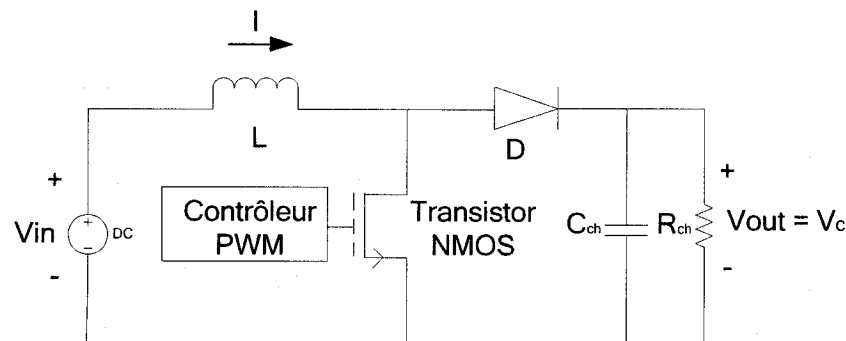 I
L
D
+
Vin
-
+
-
DC
Contrôleur
PWM
Transistor
NMOS
Cch
Rch
+
Vout = Vc
-